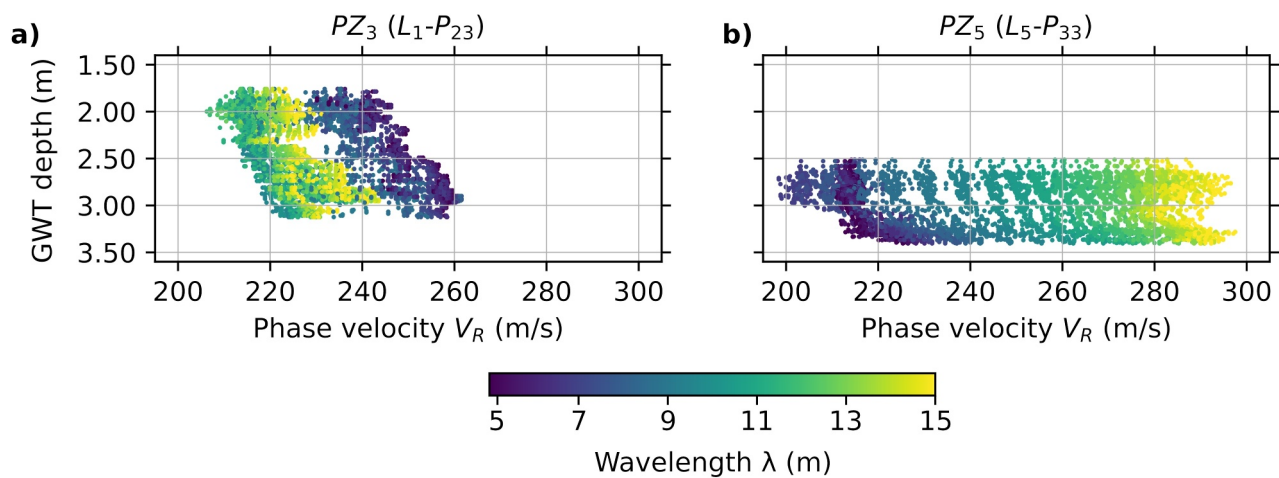 a)
PZ₃ (L₁-P₂₃)
1.50
2.00
2.50
3.00
3.50
GWT depth (m)
200 220 240 260 280 300
Phase velocity V_R (m/s)
b)
PZ₅ (L₅-P₃₃)
200 220 240 260 280 300
Phase velocity V_R (m/s)
5 7 9 11 13 15
Wavelength λ (m)